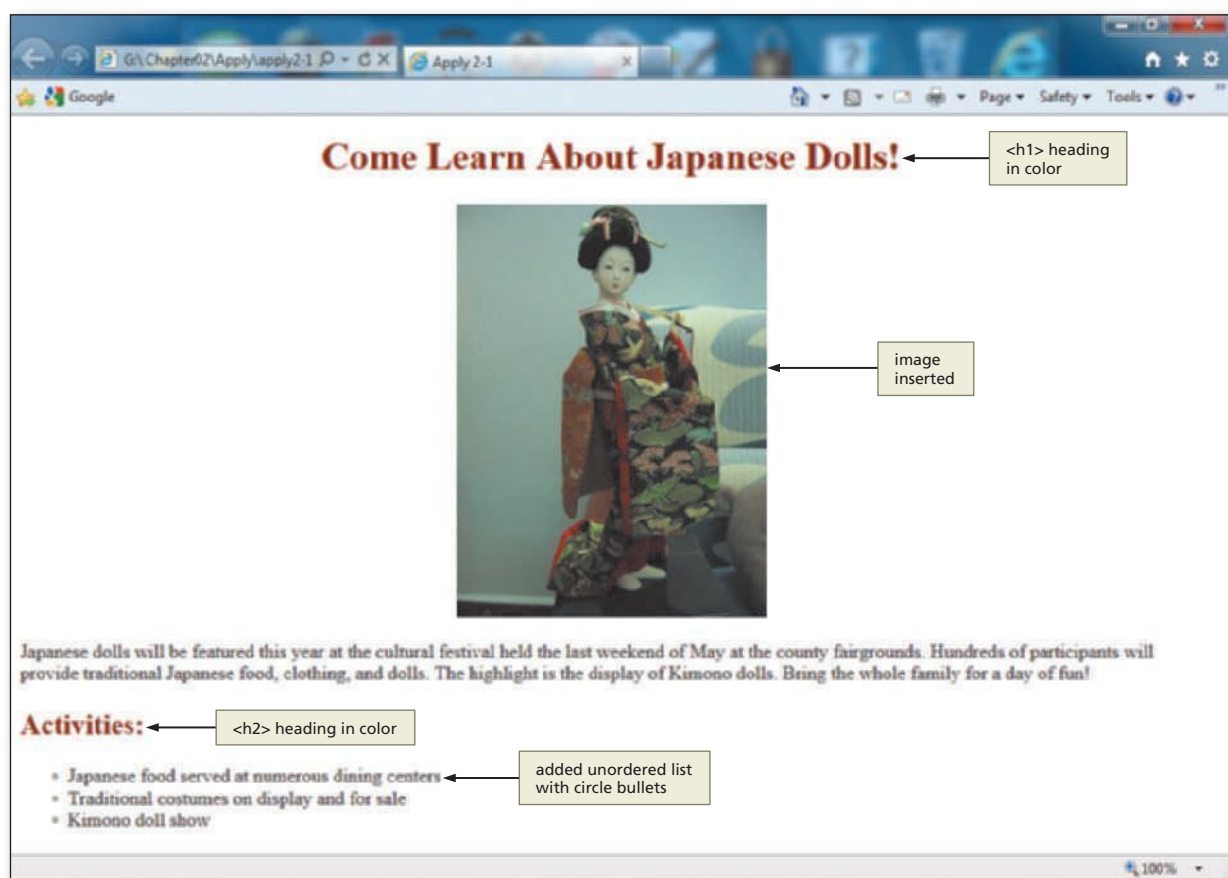 G:\Chapter02\Apply\apply2-1
Apply 2-1
Google
Page Safety Tools
Come Learn About Japanese Dolls!
<h1> heading
in color
image
inserted
Japanese dolls will be featured this year at the cultural festival held the last weekend of May at the county fairgrounds. Hundreds of participants will
provide traditional Japanese food, clothing, and dolls. The highlight is the display of Kimono dolls. Bring the whole family for a day of fun!
Activities:
<h2> heading in color
• Japanese food served at numerous dining centers
added unordered list
with circle bullets
• Traditional costumes on display and for sale
• Kimono doll show
100%